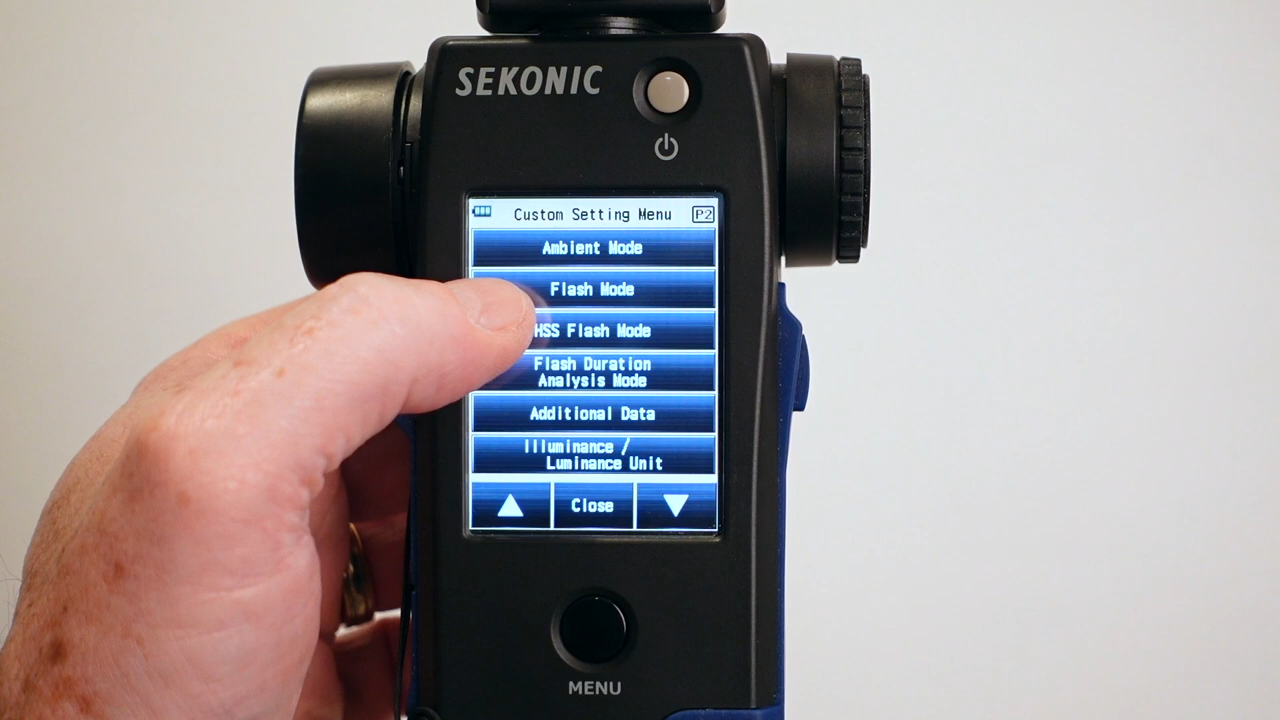 SEKONIC
Custom Setting Menu P2
Ambient Mode
Flash Mode
HSS Flash Mode
Flash Duration
Analysis Mode
Additional Data
Illuminance /
Luminance Unit
Close
MENU